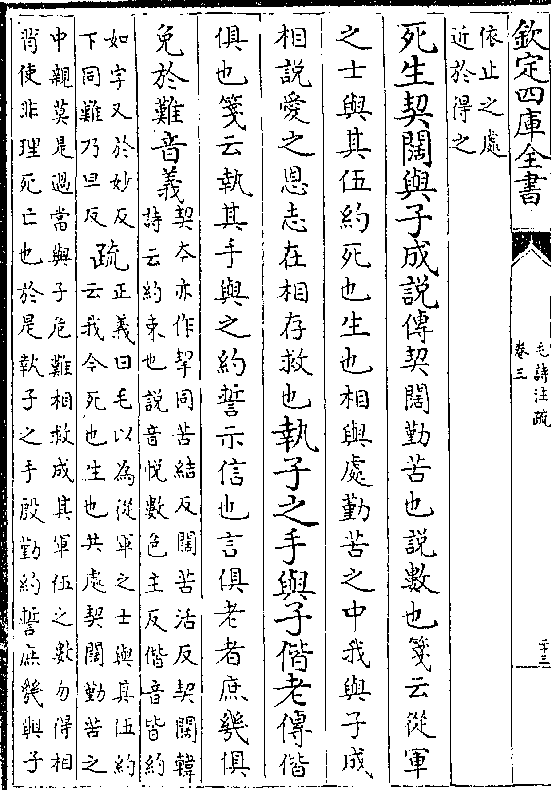 欽定四庫全書
毛詩注疏
卷三
二十三
依止之處
近於得之
死生契闊與子成說傳契闊勤苦也說數也箋云從軍
之士與其伍約死也生也相與處勤苦之中我與子成
相說愛之恩志在相存救也執子之手與子偕老傳偕
俱也箋云執其手與之約誓示信也言俱老者庶幾俱
免於難音義
契本亦作挈同苦結反闊苦活反契闊韓
詩云約束也說音悅數色主反偕音皆約
如字又於妙反
下同難乃旦反
疏
正義曰毛以為從軍之士與其伍約
云我今死也生也共處契闊勤苦之
中親莫是過當與子危難相救成其軍伍之數勿得相
背使非理死亡也於是執子之手殷勤約誓庶幾與子